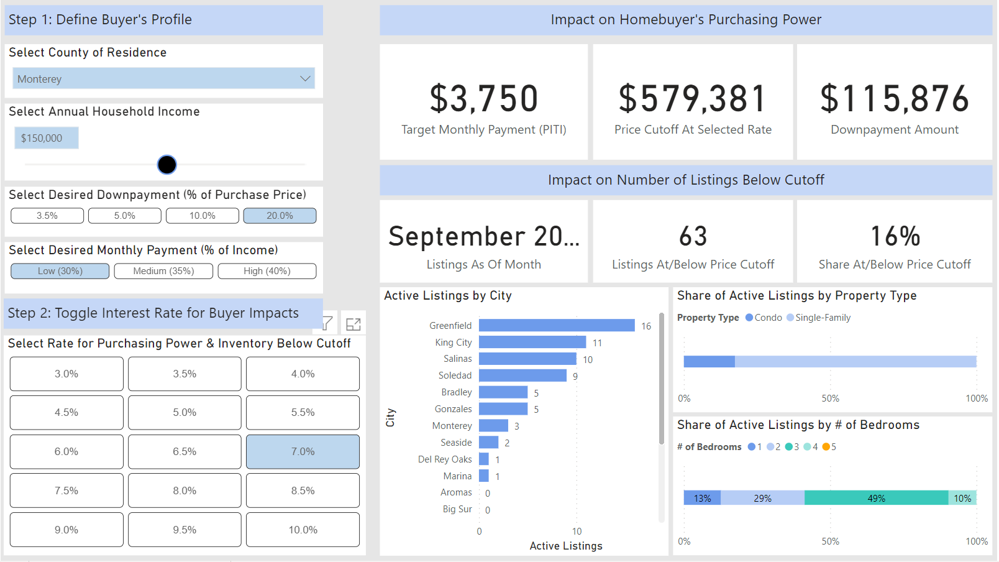 Step 1: Define Buyer's Profile
Select County of Residence
Monterey
Select Annual Household Income
$150,000
Select Desired Downpayment (% of Purchase Price)
3.5% 5.0% 10.0% 20.0%
Select Desired Monthly Payment (% of Income)
Low (30%) Medium (35%) High (40%)
Step 2: Toggle Interest Rate for Buyer Impacts
Select Rate for Purchasing Power & Inventory Below Cutoff
3.0% 3.5% 4.0%
4.5% 5.0% 5.5%
6.0% 6.5% 7.0%
7.5% 8.0% 8.5%
9.0% 9.5% 10.0%
Impact on Homebuyer's Purchasing Power
$3,750
Target Monthly Payment (PITI)
$579,381
Price Cutoff At Selected Rate
$115,876
Downpayment Amount
Impact on Number of Listings Below Cutoff
September 20...
Listings As Of Month
63
Listings At/Below Price Cutoff
16%
Share At/Below Price Cutoff
Active Listings by City
City
Greenfield 16
King City 11
Salinas 10
Soledad 9
Bradley 5
Gonzales 5
Monterey 3
Seaside 2
Del Rey Oaks 1
Marina 1
Aromas 0
Big Sur 0
0 10
Active Listings
Share of Active Listings by Property Type
Property Type Condo Single-Family
0% 50% 100%
Share of Active Listings by # of Bedrooms
# of Bedrooms 1 2 3 4 5
13% 29% 49% 10%
0% 50% 100%